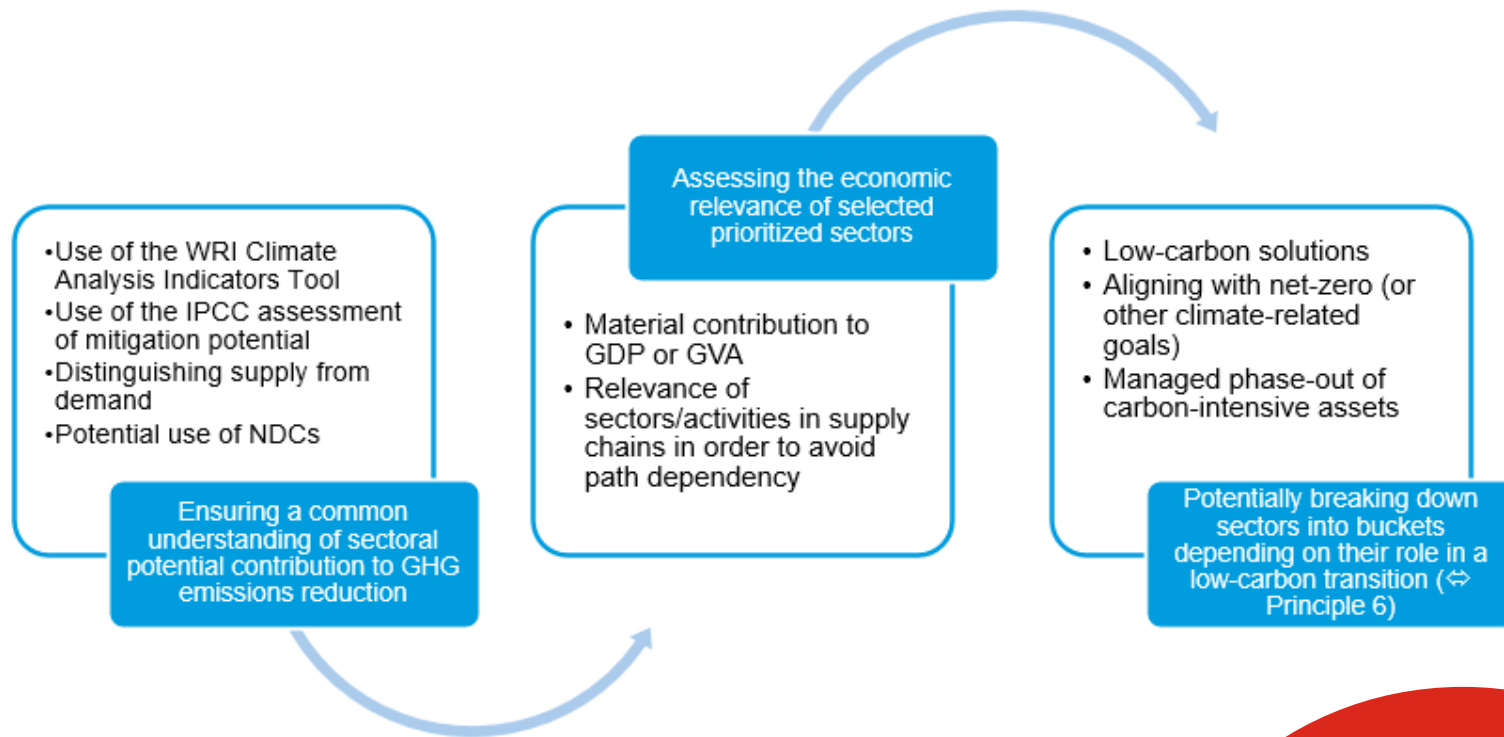 •Use of the WRI Climate
Analysis Indicators Tool
•Use of the IPCC assessment
of mitigation potential
•Distinguishing supply from
demand
•Potential use of NDCs
Ensuring a common
understanding of sectoral
potential contribution to GHG
emissions reduction
Assessing the economic
relevance of selected
prioritized sectors
• Material contribution to
GDP or GVA
• Relevance of
sectors/activities in supply
chains in order to avoid
path dependency
• Low-carbon solutions
• Aligning with net-zero (or
other climate-related
goals)
• Managed phase-out of
carbon-intensive assets
Potentially breaking down
sectors into buckets
depending on their role in a
low-carbon transition (⇔
Principle 6)